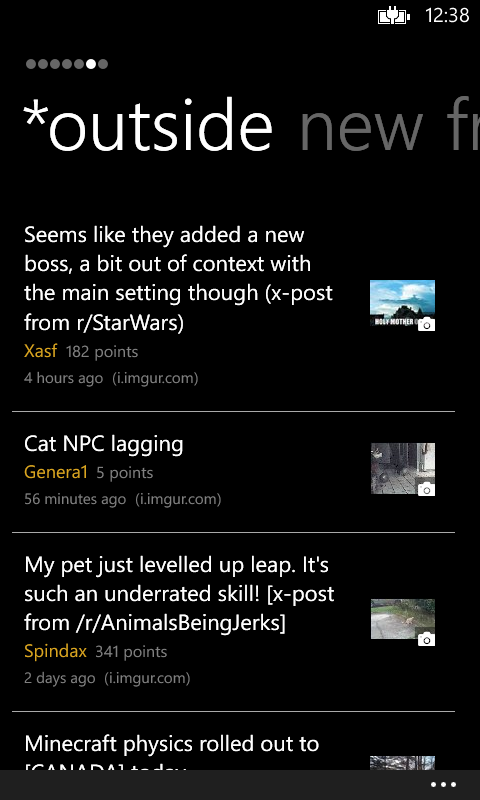 12:38
*outside new fr
Seems like they added a new
boss, a bit out of context with
the main setting though (x-post
from r/StarWars)
HOLY MOTHER
Xasf 182 points
4 hours ago (i.imgur.com)
Cat NPC lagging
Genera1 5 points
56 minutes ago (i.imgur.com)
My pet just levelled up leap. It's
such an underrated skill! [x-post
from /r/AnimalsBeingJerks]
Spindax 341 points
2 days ago (i.imgur.com)
Minecraft physics rolled out to
[CANADA] today